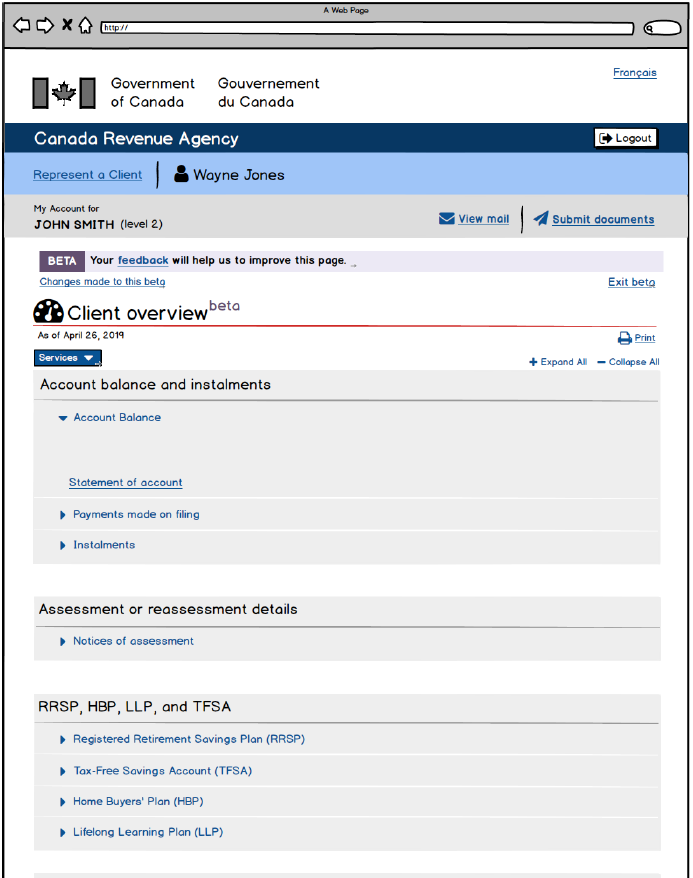 A Web Page
http://
Français
Government Gouvernement
of Canada du Canada
Canada Revenue Agency
Logout
Represent a Client
Wayne Jones
My Account for
JOHN SMITH (level 2)
View mail
Submit documents
BETA Your feedback will help us to improve this page.
Changes made to this beta
Exit beta
Client overview beta
As of April 26, 2019
Print
Services
Expand All
Collapse All
Account balance and instalments
Account Balance
Statement of account
Payments made on filing
Instalments
Assessment or reassessment details
Notices of assessment
RRSP, HBP, LLP, and TFSA
Registered Retirement Savings Plan (RRSP)
Tax-Free Savings Account (TFSA)
Home Buyers' Plan (HBP)
Lifelong Learning Plan (LLP)